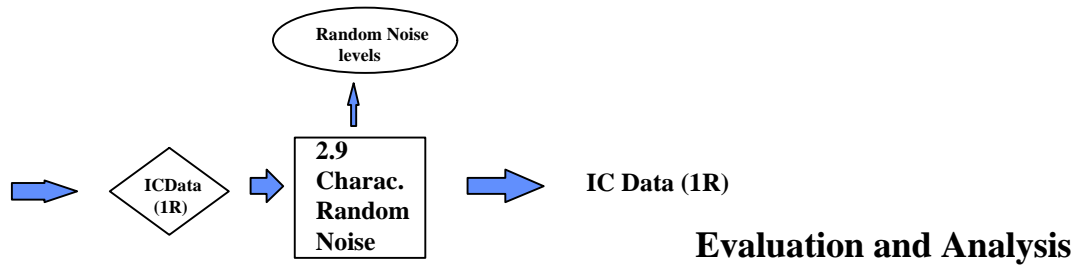 Random Noise
levels
ICData
(1R)
2.9
Charac.
Random
Noise
IC Data (1R)
Evaluation and Analysis